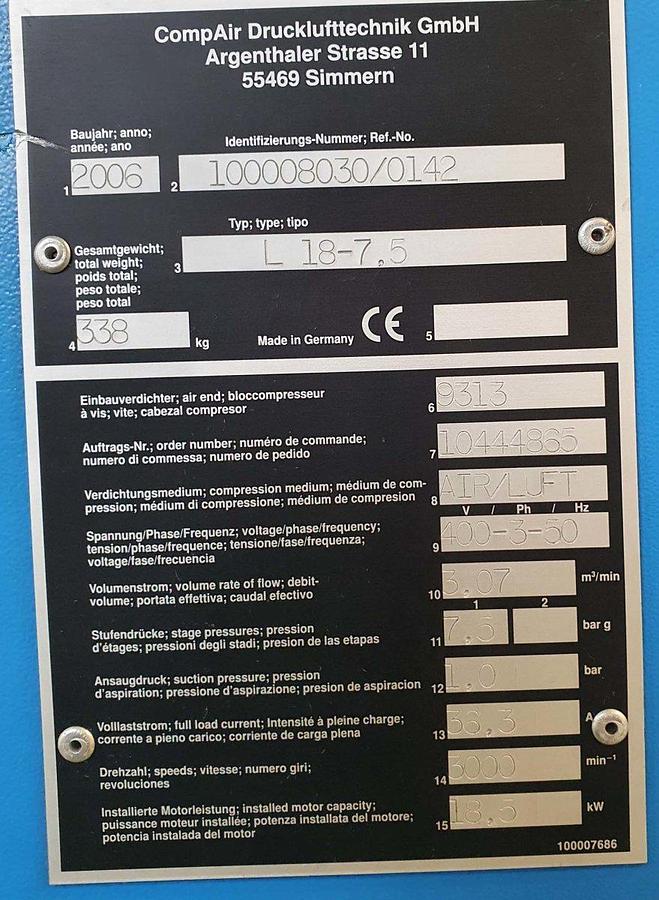 CompAir Drucklufttechnik GmbH
Argenthaler Strasse 11
55469 Simmern
Baujahr; anno;
année; ano
1 2006
Identifizierungs-Nummer; Ref.-No.
2 100008030/0142
Typ; type; tipo
3 L 18-7,5
Gesamtgewicht;
total weight;
poids total;
peso totale;
peso total
4 338 kg
Made in Germany CE 5
Einbauverdichter; air end; bloccompresseur
à vis; vite; cabezal compresor
6 9313
Auftrags-Nr.; order number; numéro de commande;
numero di commessa; numero de pedido
7 10444865
Verdichtungsmedium; compression medium; médium de com-
pression; médium di compressione; médium de compresion
8 AIR/LUFT
V / Ph / Hz
Spannung/Phase/Frequenz; voltage/phase/frequency;
tension/phase/frequence; tensione/fase/frequenza;
voltage/fase/frecuencia
9 400-3-50
Volumenstrom; volume rate of flow; debit-
volume; portata effettiva; caudal efectivo
10 3,07 m³/min
1 2
Stufendrücke; stage pressures; pression
d'étages; pressioni degli stadi; presion de las etapas
11 7,5 bar g
Ansaugdruck; suction pressure; pression
d'aspiration; pressione d'aspirazione; presion de aspiracion
12 1,0 bar
Volllaststrom; full load current; Intensité à pleine charge;
corrente a pieno carico; corriente de carga plena
13 36,3 A
Drehzahl; speeds; vitesse; numero giri;
revoluciones
14 3000 min⁻¹
Installierte Motorleistung; installed motor capacity;
puissance moteur installée; potenza installata del motore;
potencia instalada del motor
15 18,5 kW
100007686